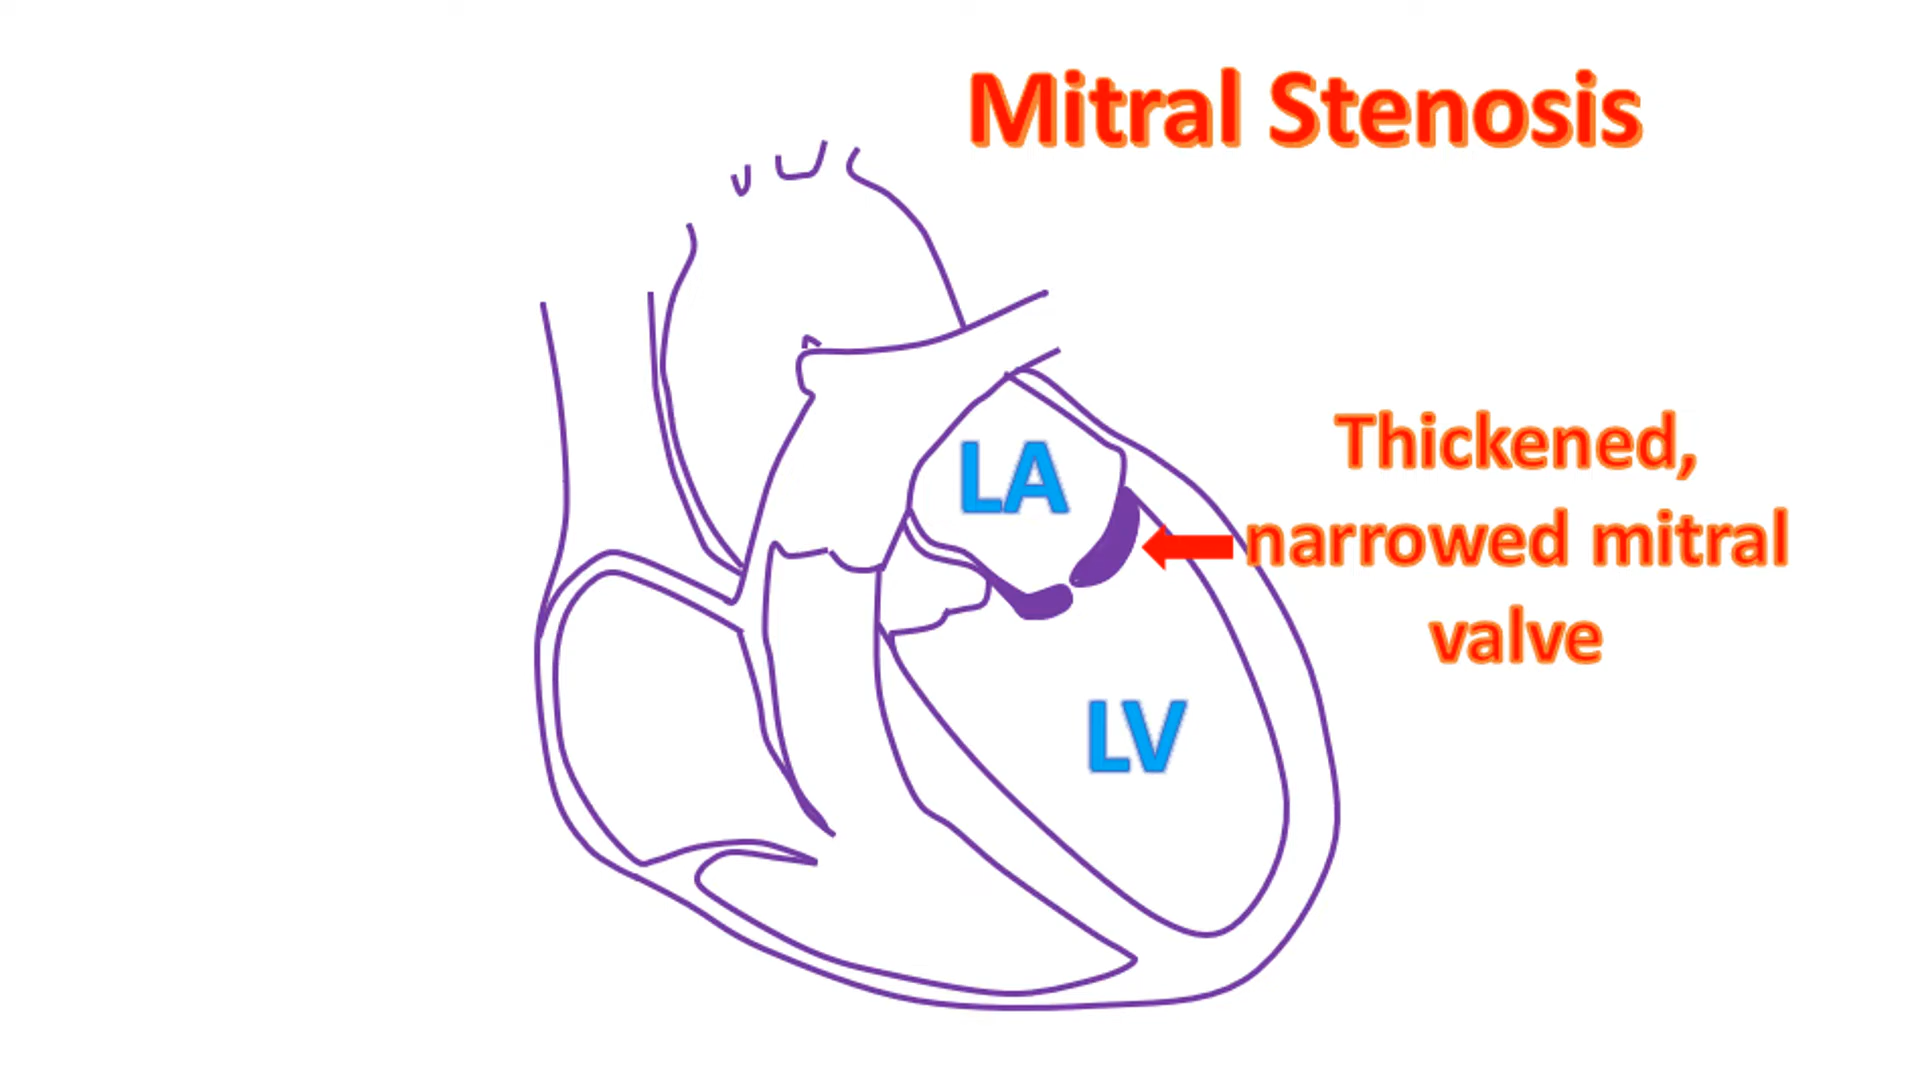 Mitral Stenosis
LA
Thickened,
narrowed mitral
valve
LV